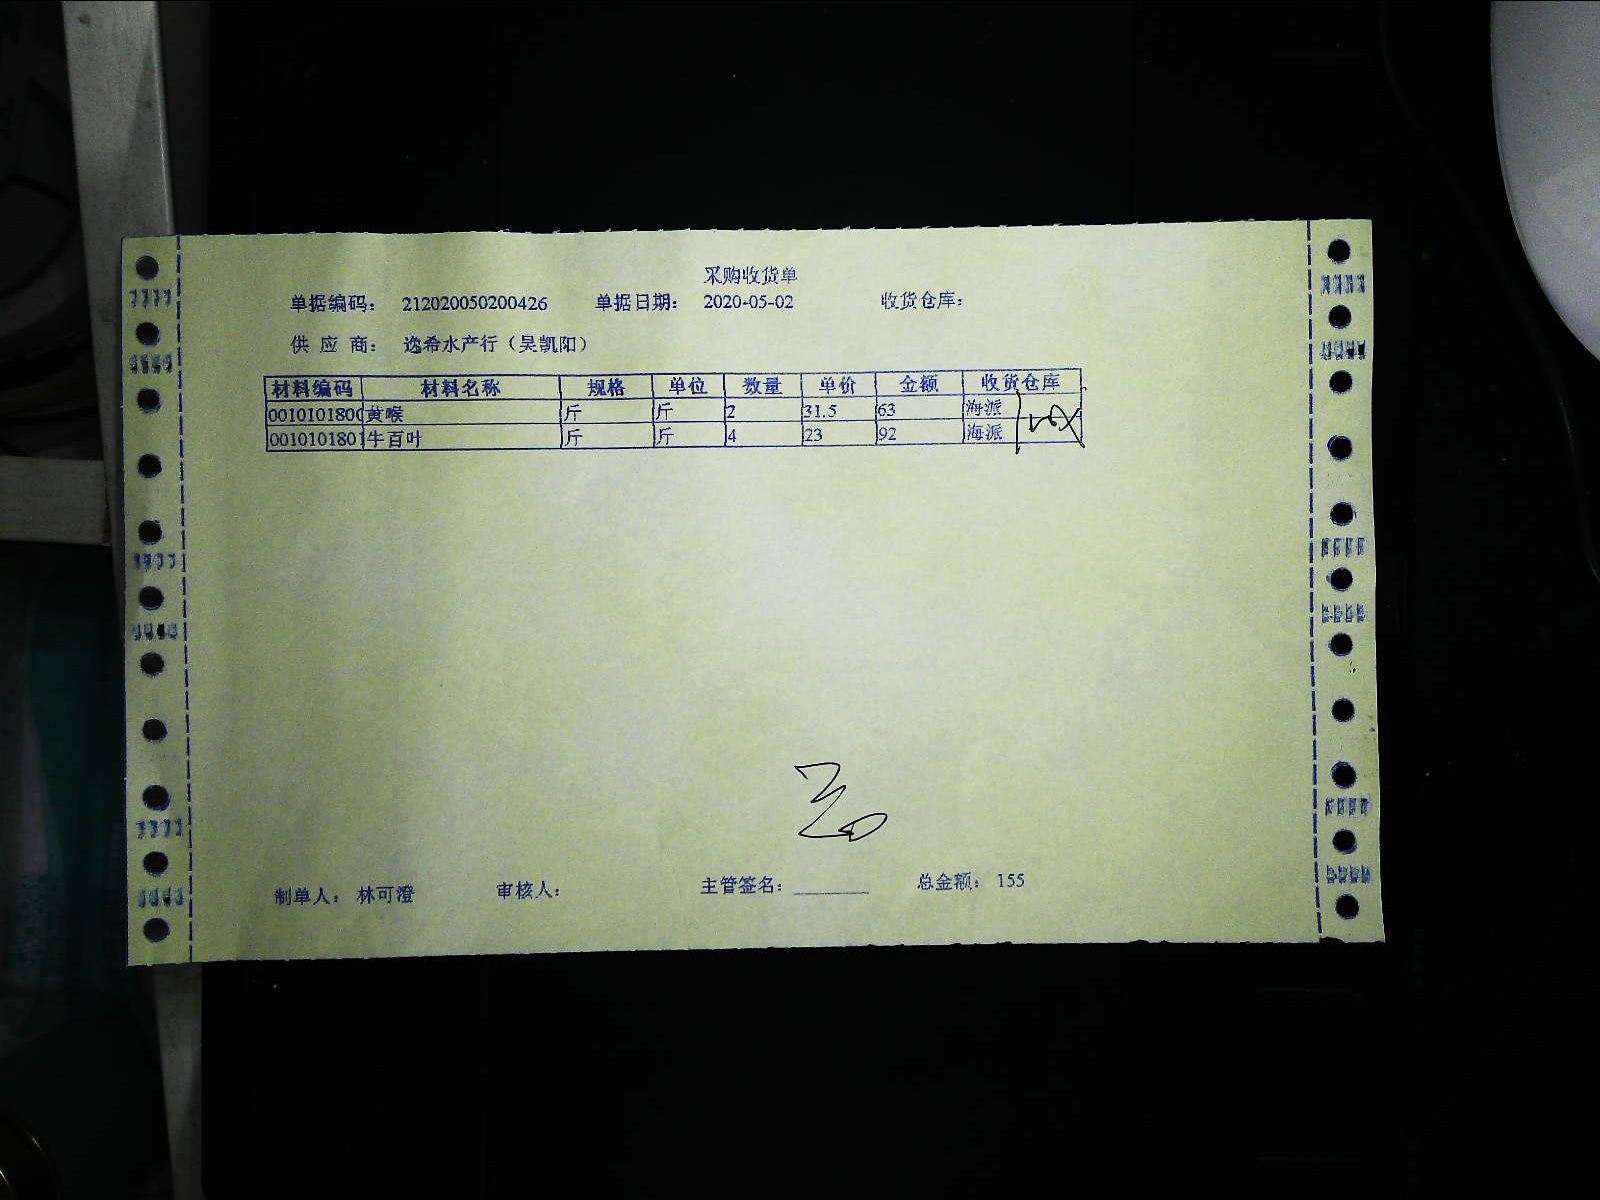 采购收货单
单据编码： 212020050200426 单据日期： 2020-05-02 收货仓库：
供 应 商： 逸希水产行（吴凯阳）
材料编码 材料名称 规格 单位 数量 单价 金额 收货仓库
001010180 黄喉 斤 斤 2 31.5 63 海派
001010180 牛百叶 斤 斤 4 23 92 海派
制单人： 林可澄 审核人： 主管签名： 总金额： 155